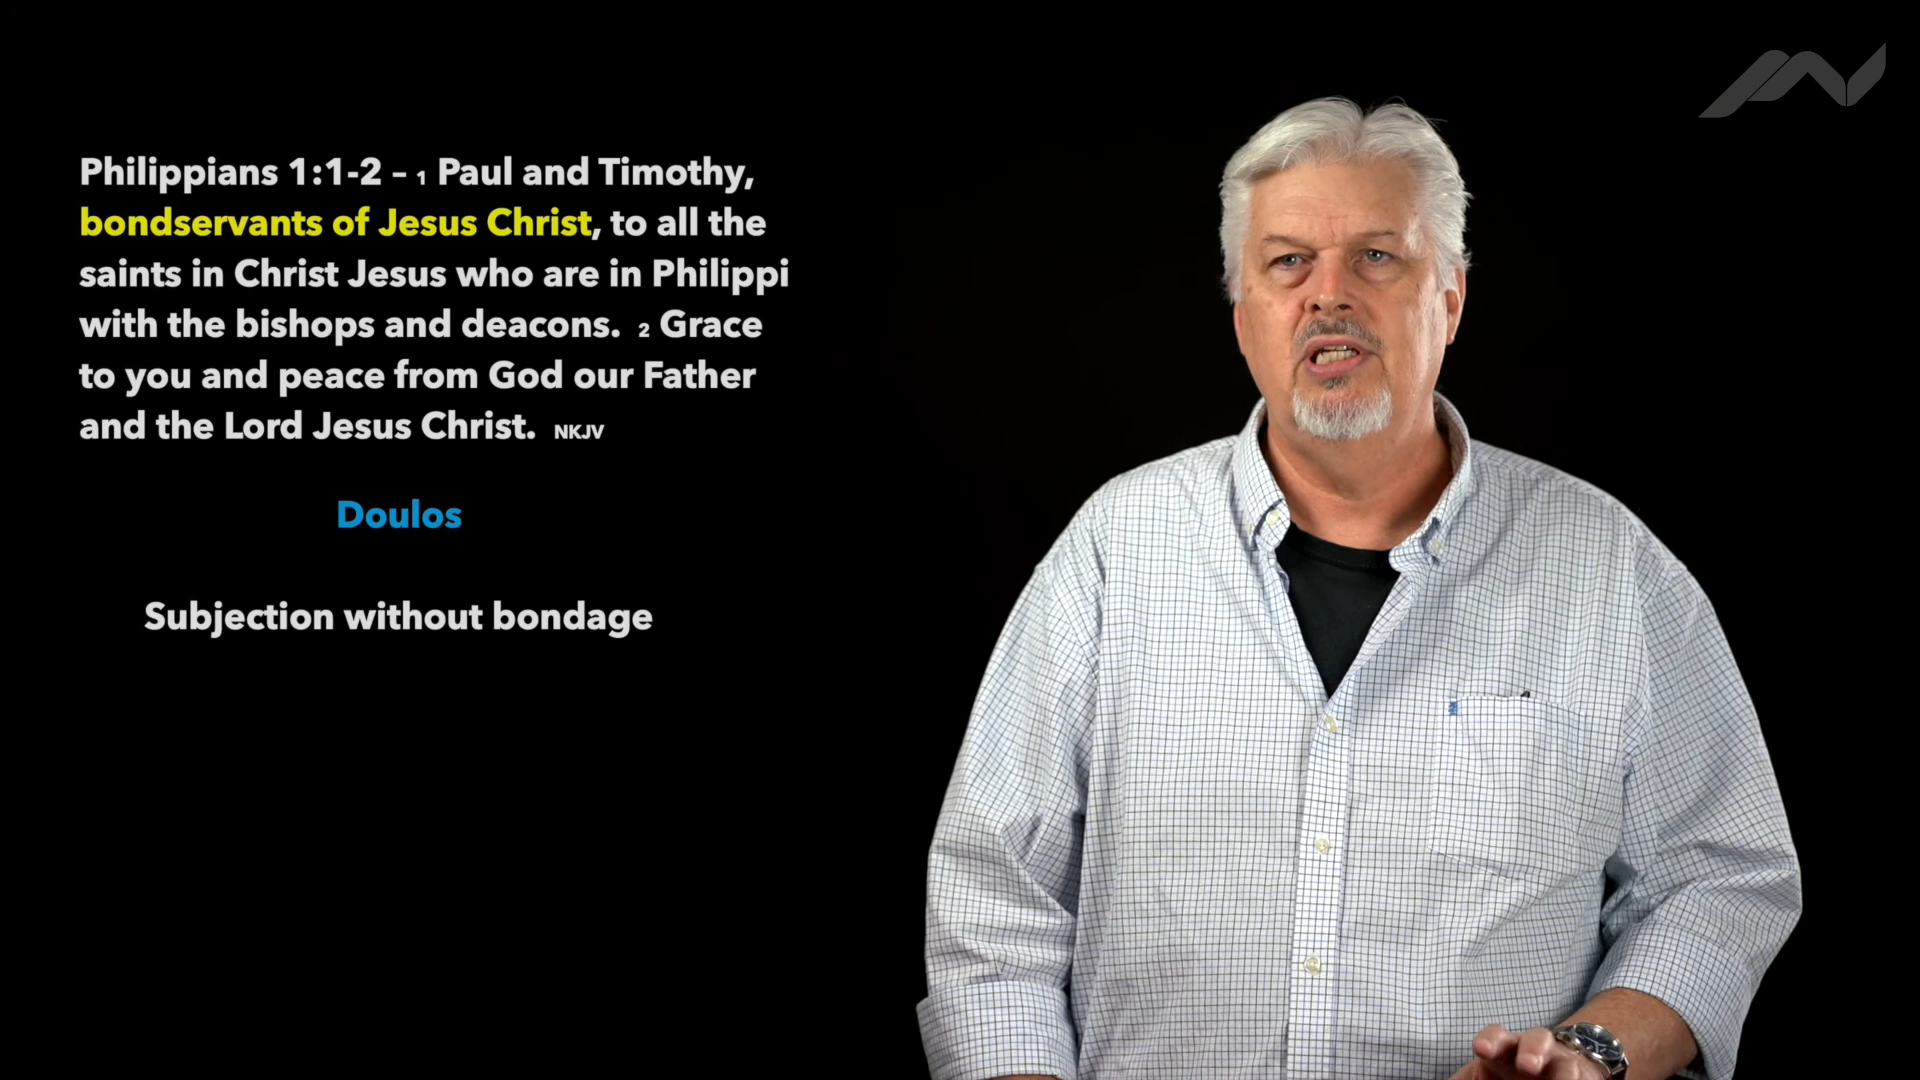 Philippians 1:1-2 – 1 Paul and Timothy,
bondservants of Jesus Christ, to all the
saints in Christ Jesus who are in Philippi
with the bishops and deacons. 2 Grace
to you and peace from God our Father
and the Lord Jesus Christ. NKJV
Doulos
Subjection without bondage